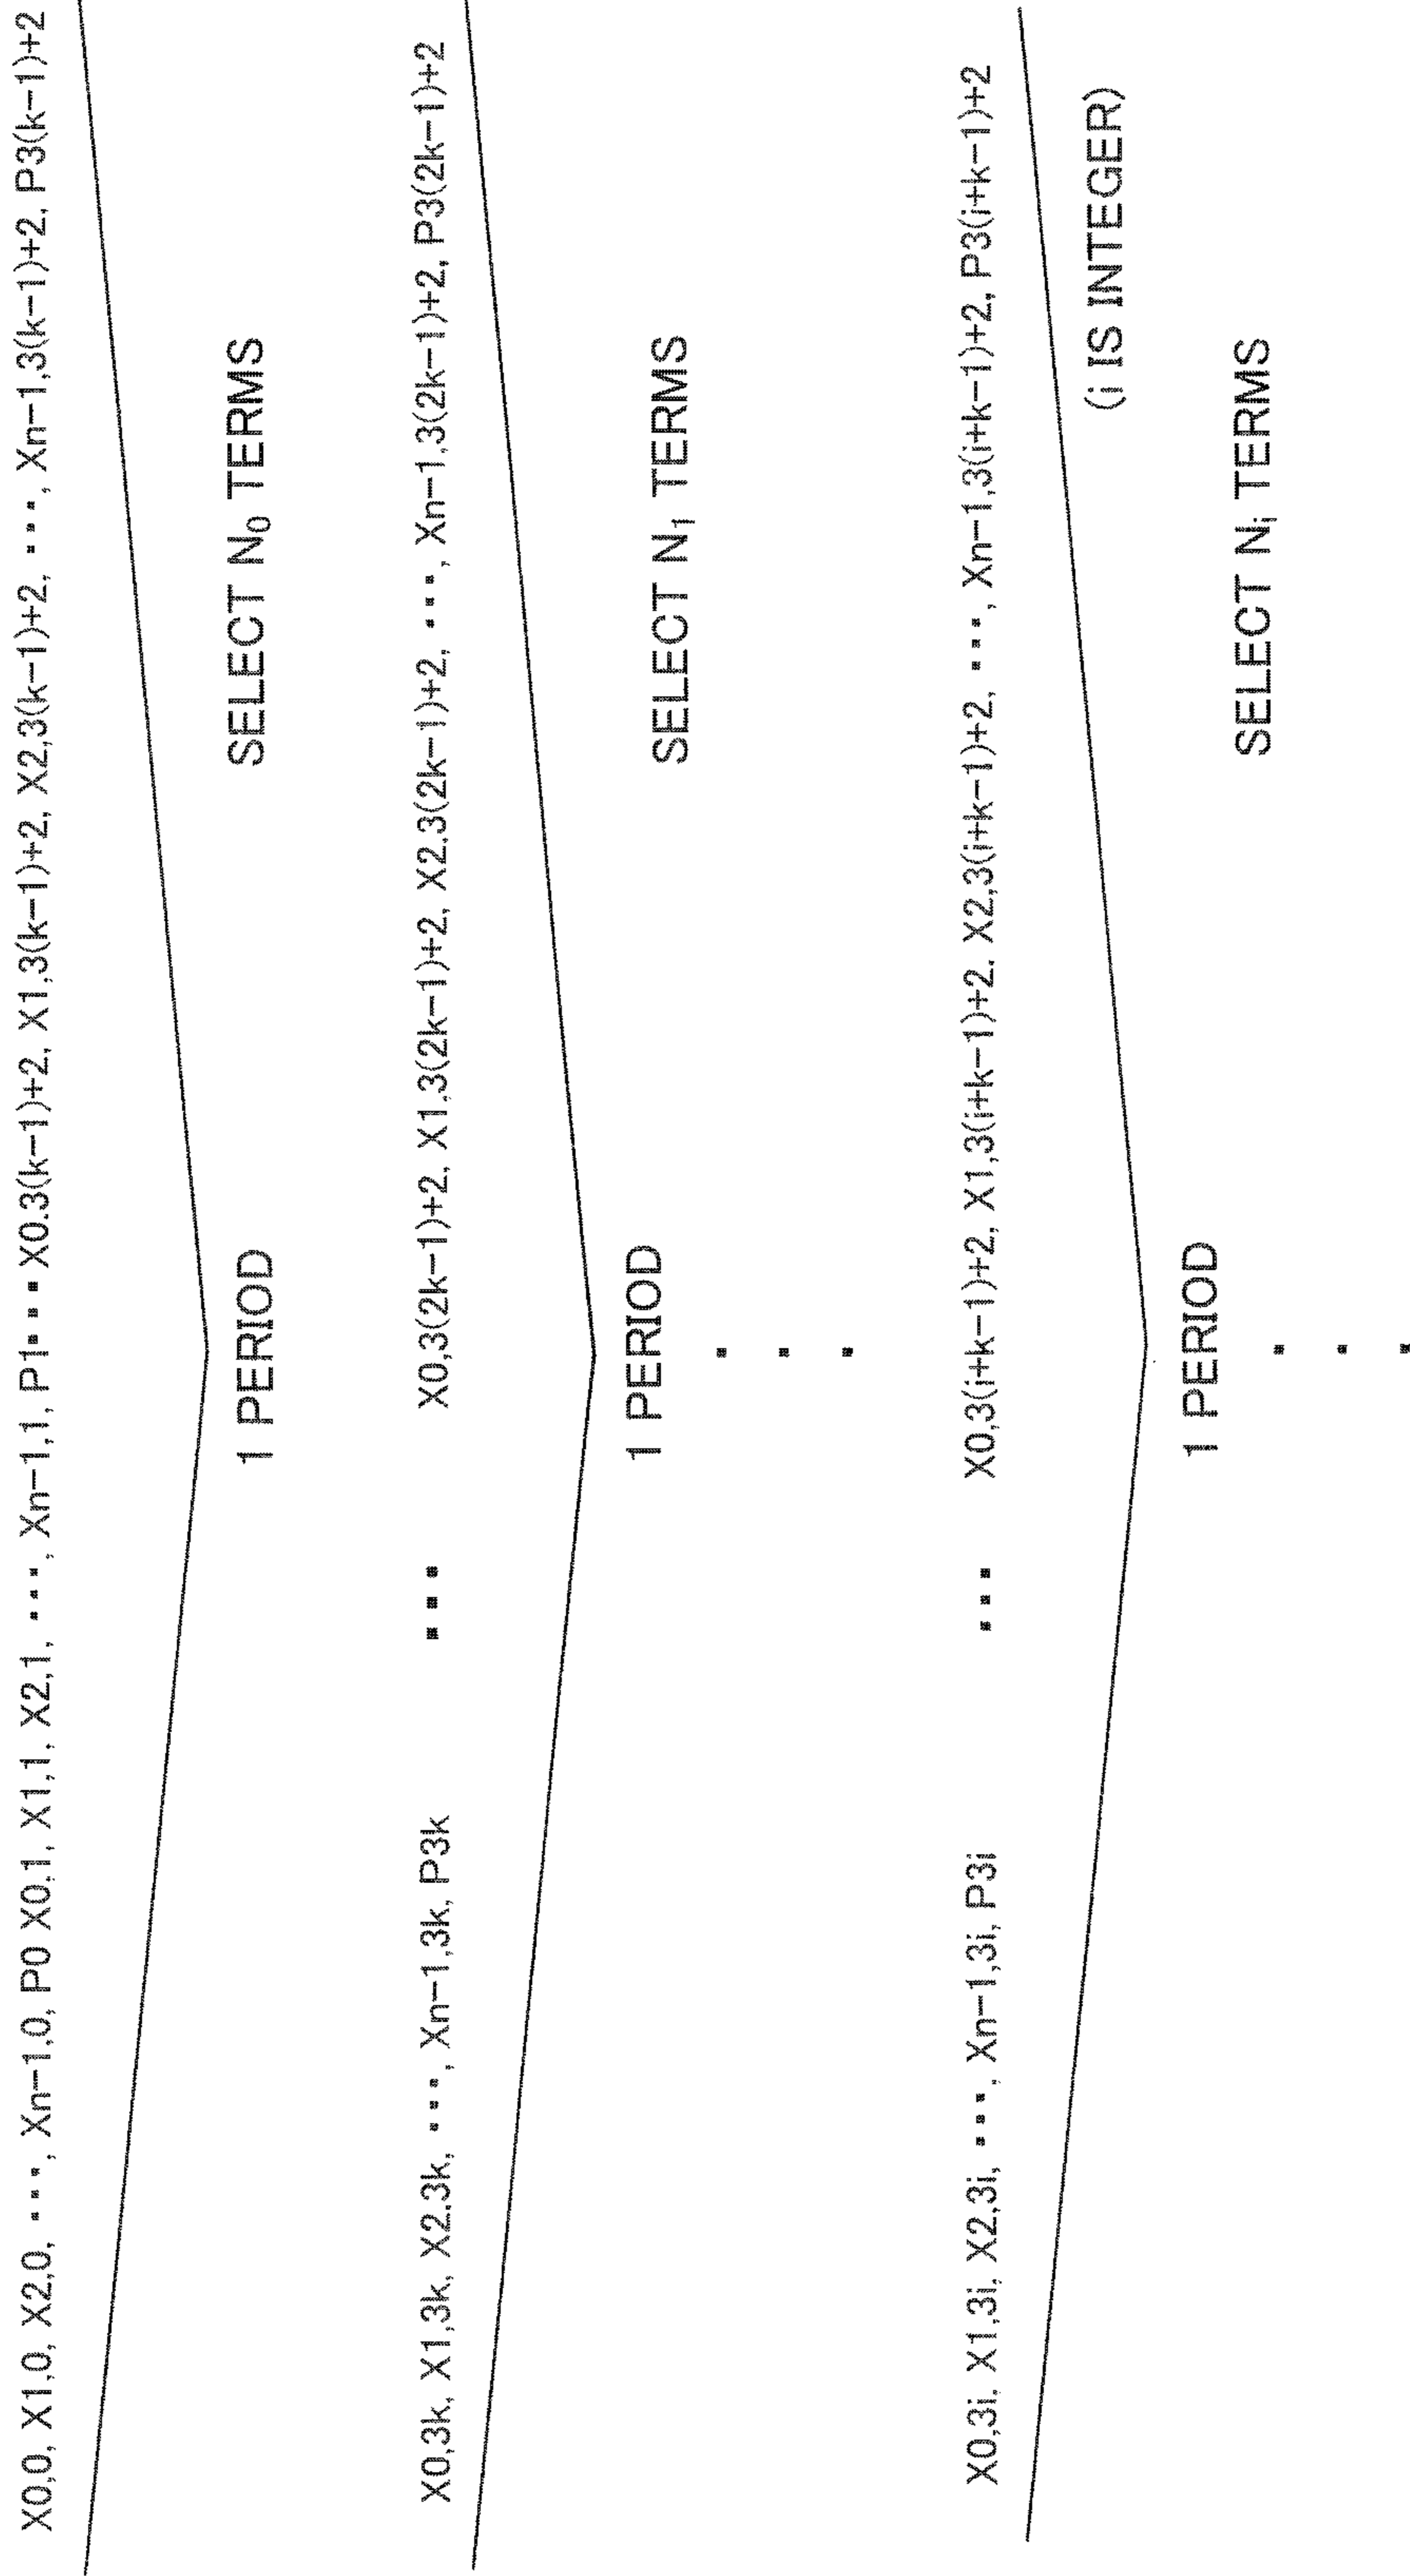 X0,0, X1,0, X2,0, ･･･, Xn−1,0, P0 X0,1, X1,1, X2,1, ･･･, Xn−1,1, P1･･･X0,3(k−1)+2, X1,3(k−1)+2, X2,3(k−1)+2, ･･･, Xn−1,3(k−1)+2, P3(k−1)+2
1 PERIOD SELECT N₀ TERMS
X0,3k, X1,3k, X2,3k, ･･･, Xn−1,3k, P3k ･･･ X0,3(2k−1)+2, X1,3(2k−1)+2, X2,3(2k−1)+2, ･･･, Xn−1,3(2k−1)+2, P3(2k−1)+2
1 PERIOD SELECT N₁ TERMS
X0,3i, X1,3i, X2,3i, ･･･, Xn−1,3i, P3i ･･･ X0,3(i+k−1)+2, X1,3(i+k−1)+2, X2,3(i+k−1)+2, ･･･, Xn−1,3(i+k−1)+2, P3(i+k−1)+2
(i IS INTEGER)
1 PERIOD SELECT Nᵢ TERMS